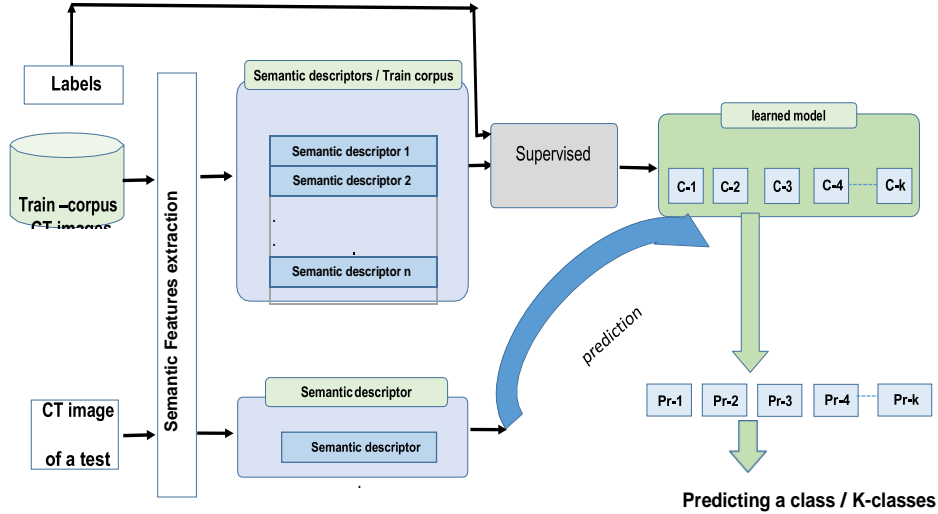 Labels
Semantic descriptors / Train corpus
learned model
Train –corpus
CT images
Semantic descriptor 1
Semantic descriptor 2
.
.
.
Semantic descriptor n
Supervised
C-1
C-2
C-3
C-4
C-k
Semantic Features extraction
prediction
CT image
of a test
Semantic descriptor
Semantic descriptor
.
Pr-1
Pr-2
Pr-3
Pr-4
Pr-k
Predicting a class / K-classes